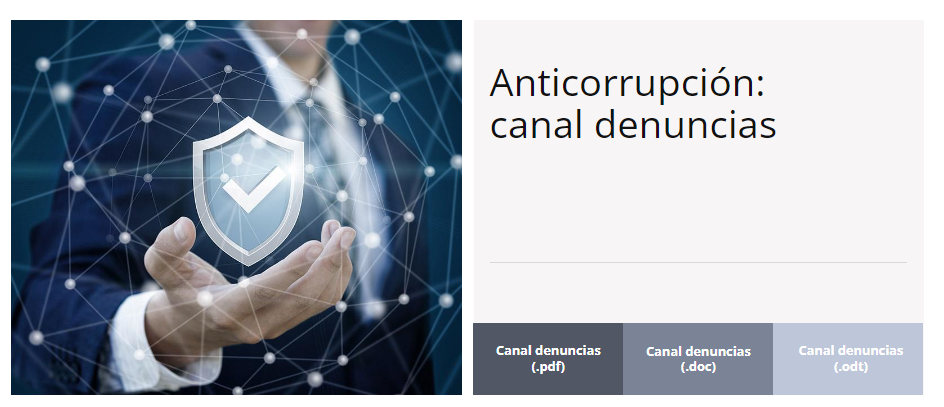 Anticorrupción:
canal denuncias
Canal denuncias
(.pdf)
Canal denuncias
(.doc)
Canal denuncias
(.odt)